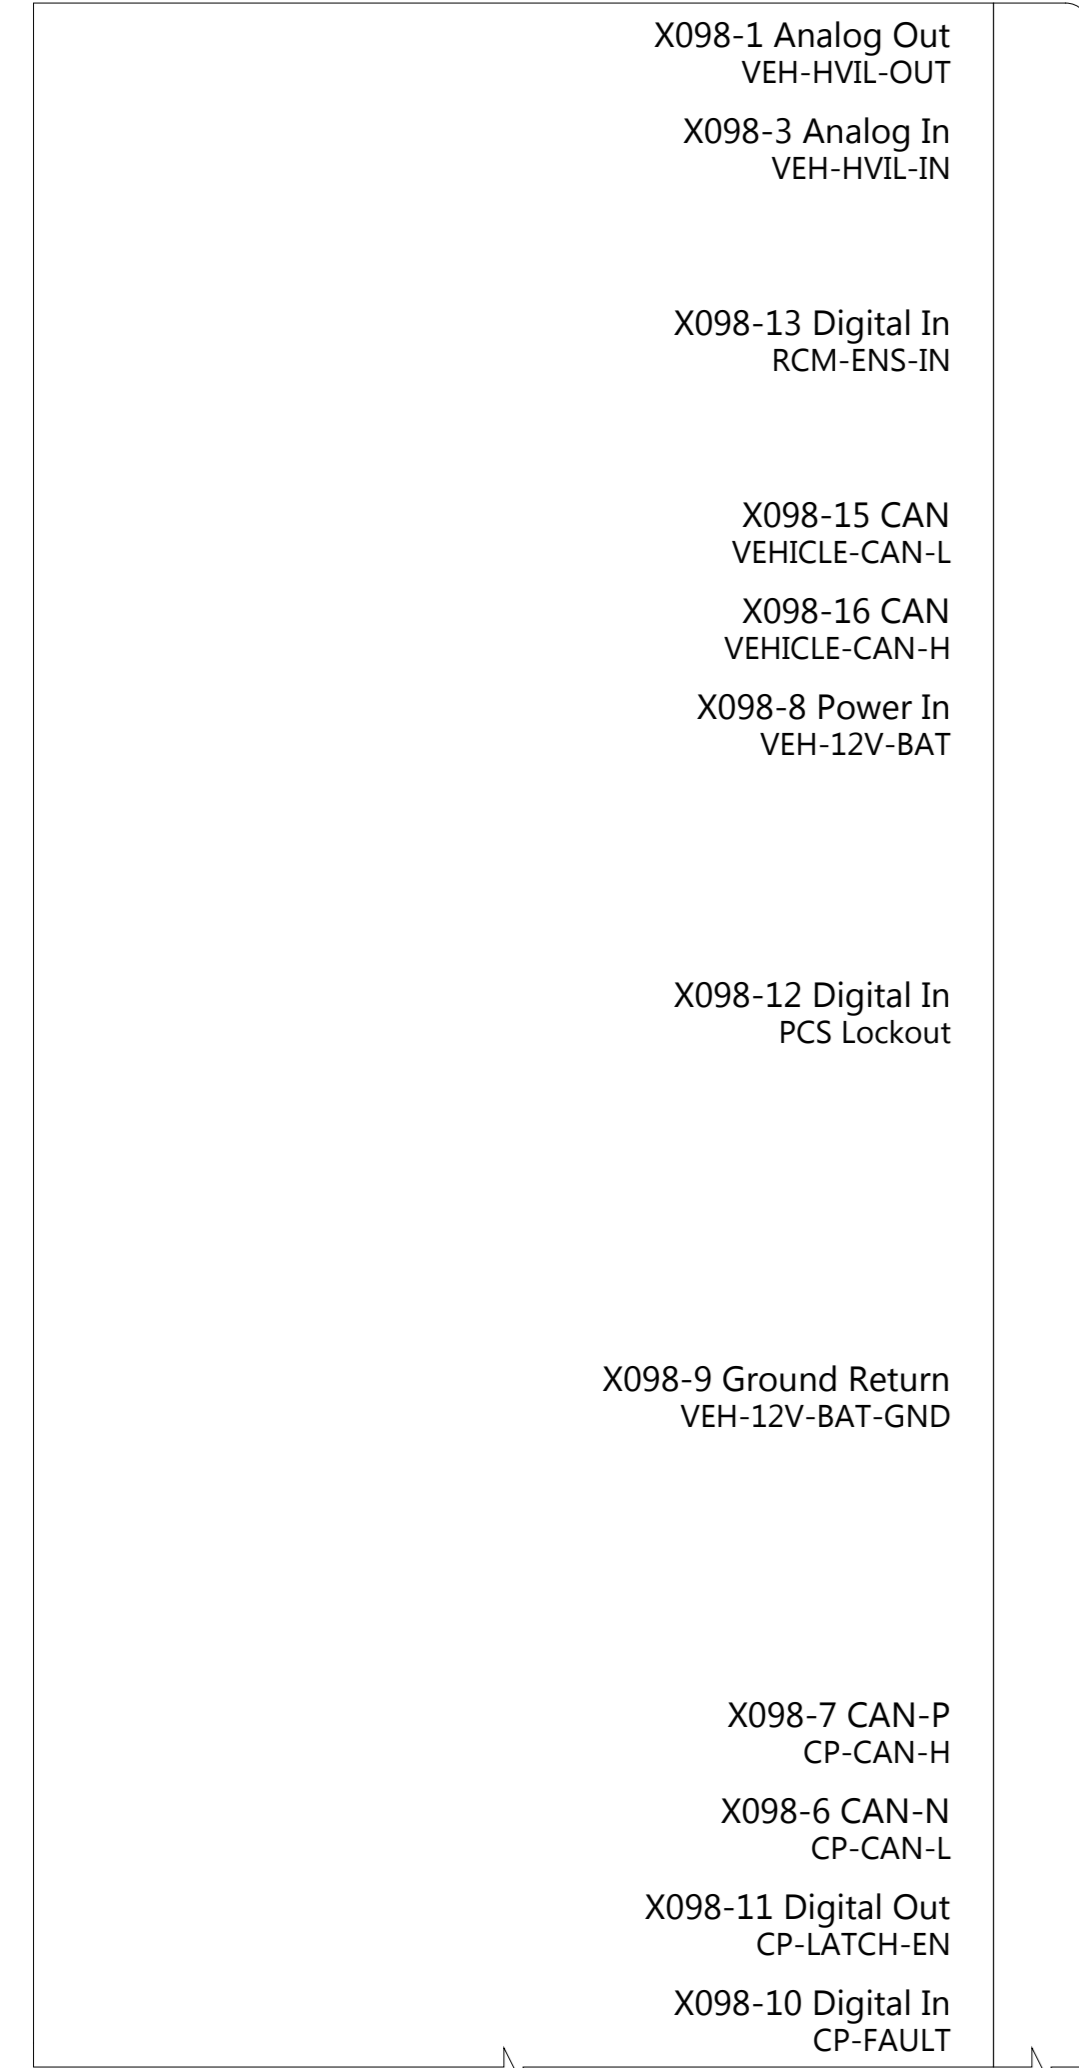 X098-1 Analog Out
VEH-HVIL-OUT
X098-3 Analog In
VEH-HVIL-IN
X098-13 Digital In
RCM-ENS-IN
X098-15 CAN
VEHICLE-CAN-L
X098-16 CAN
VEHICLE-CAN-H
X098-8 Power In
VEH-12V-BAT
X098-12 Digital In
PCS Lockout
X098-9 Ground Return
VEH-12V-BAT-GND
X098-7 CAN-P
CP-CAN-H
X098-6 CAN-N
CP-CAN-L
X098-11 Digital Out
CP-LATCH-EN
X098-10 Digital In
CP-FAULT